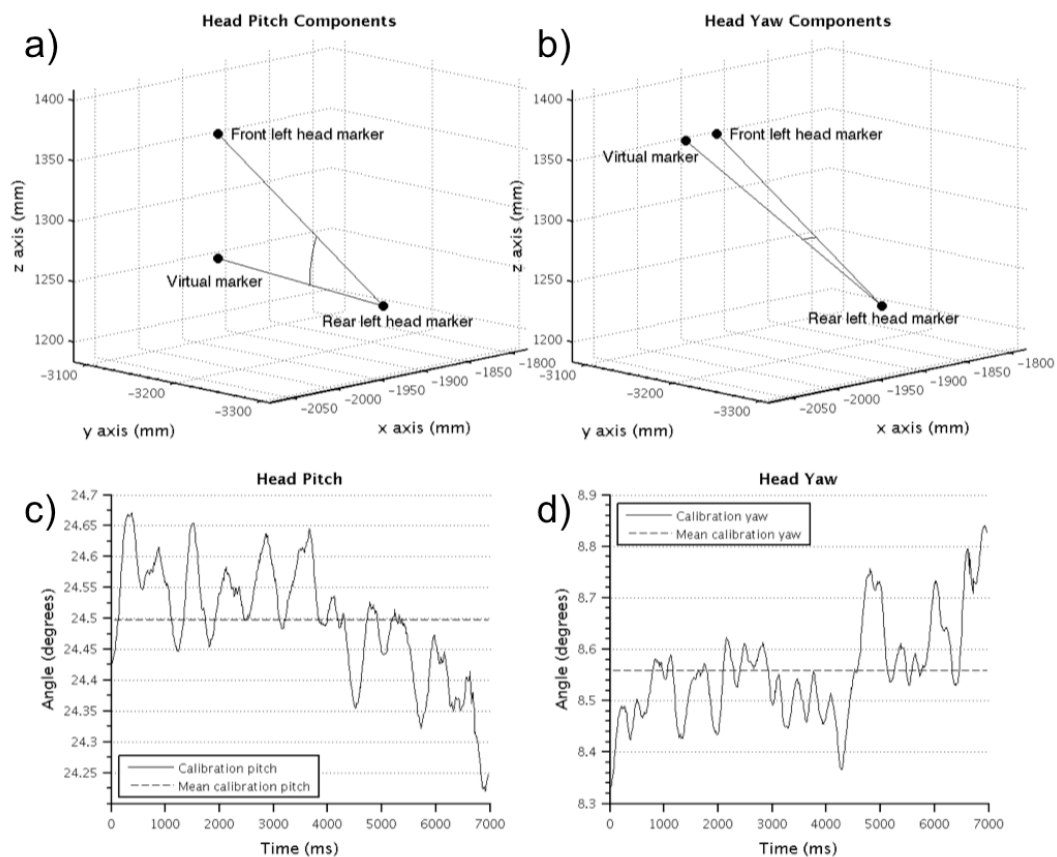 a)
Head Pitch Components
1400
1350
1300
1250
1200
z axis (mm)
Front left head marker
Virtual marker
Rear left head marker
−3100
−3200
−3300
y axis (mm)
−2050
−2000
−1950
−1900
−1850
−1800
x axis (mm)
b)
Head Yaw Components
1400
1350
1300
1250
1200
z axis (mm)
Front left head marker
Virtual marker
Rear left head marker
−3100
−3200
−3300
y axis (mm)
−2050
−2000
−1950
−1900
−1850
−1800
x axis (mm)
c)
Head Pitch
24.7
24.65
24.6
24.55
24.5
24.45
24.4
24.35
24.3
24.25
Angle (degrees)
Calibration pitch
Mean calibration pitch
0 1000 2000 3000 4000 5000 6000 7000
Time (ms)
d)
Head Yaw
8.9
8.8
8.7
8.6
8.5
8.4
8.3
Angle (degrees)
Calibration yaw
Mean calibration yaw
0 1000 2000 3000 4000 5000 6000 7000
Time (ms)